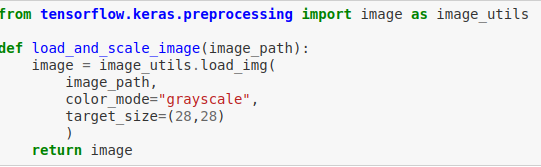 from tensorflow.keras.preprocessing import image as image_utils
def load_and_scale_image(image_path):
    image = image_utils.load_img(
        image_path,
        color_mode="grayscale",
        target_size=(28,28)
        )
    return image